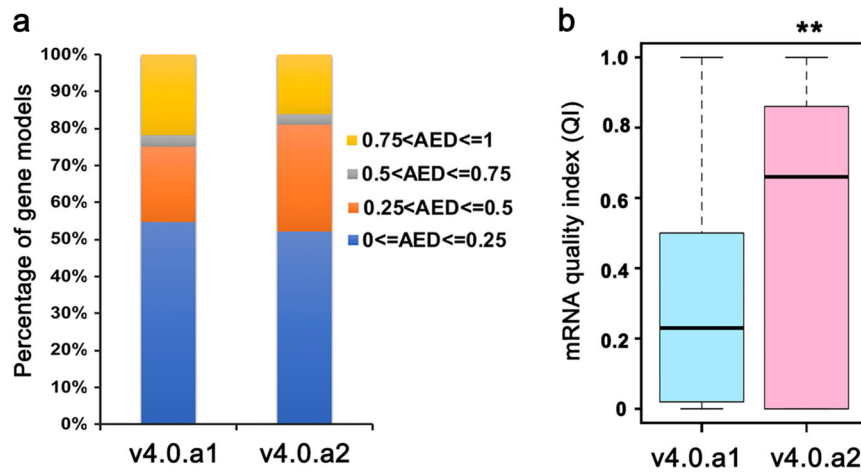 a
Percentage of gene models
100%
90%
80%
70%
60%
50%
40%
30%
20%
10%
0%
v4.0.a1
v4.0.a2
0.75<AED<=1
0.5<AED<=0.75
0.25<AED<=0.5
0<=AED<=0.25
b
**
mRNA quality index (QI)
1.0
0.8
0.6
0.4
0.2
0
v4.0.a1
v4.0.a2